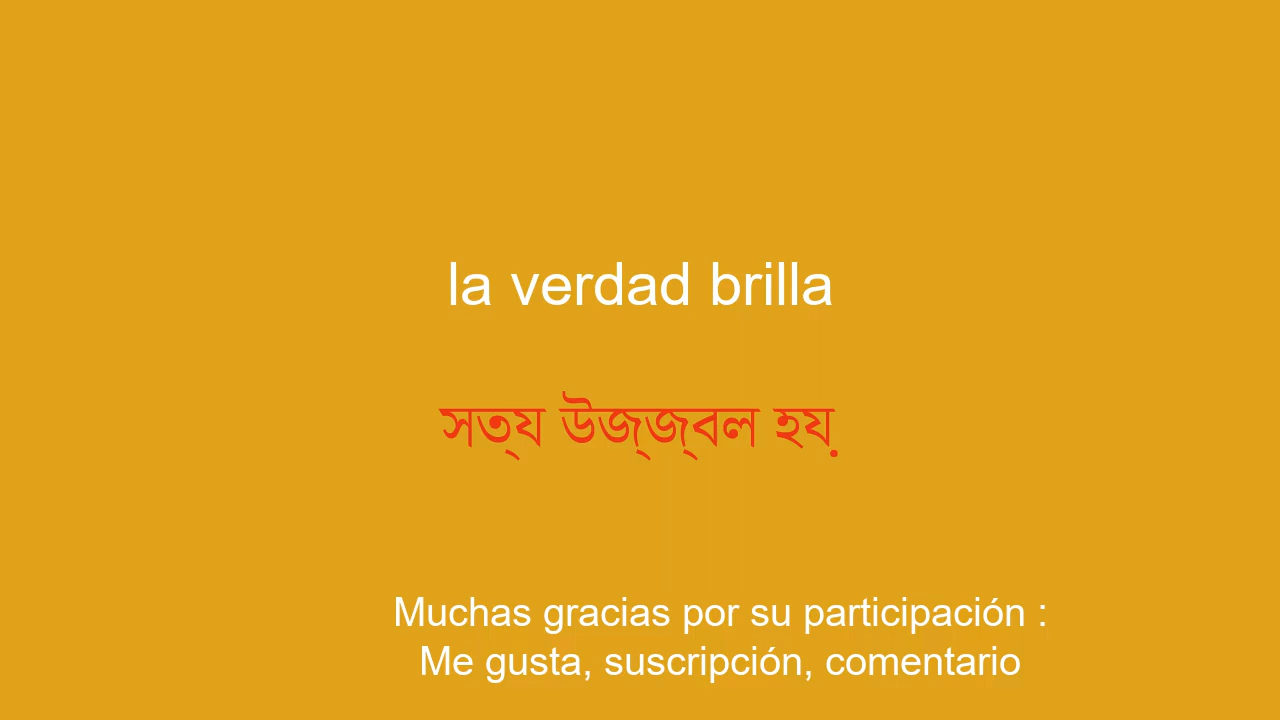 la verdad brilla
সত্য উজ্জ্বল হয়
Muchas gracias por su participación :
Me gusta, suscripción, comentario